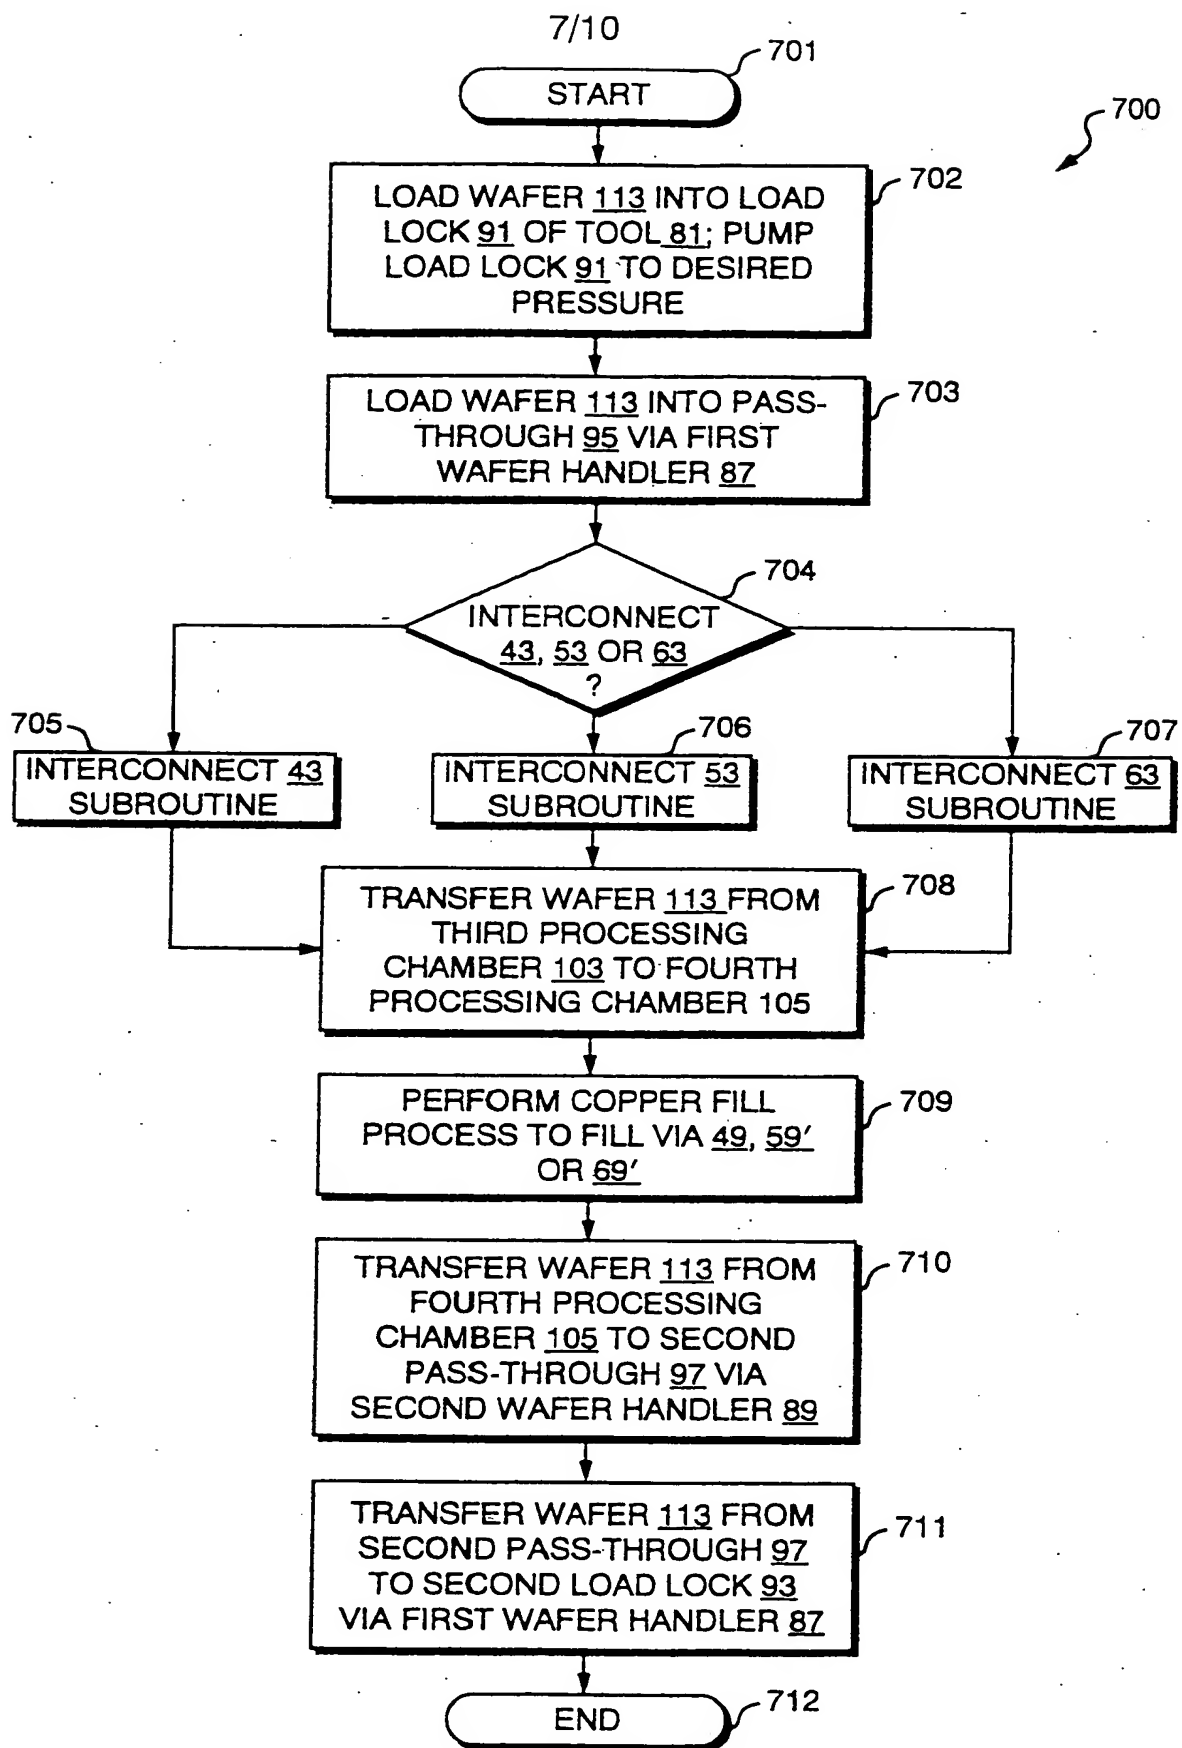 7/10
701
START
700
702
LOAD WAFER 113 INTO LOAD
LOCK 91 OF TOOL 81; PUMP
LOAD LOCK 91 TO DESIRED
PRESSURE
703
LOAD WAFER 113 INTO PASS-
THROUGH 95 VIA FIRST
WAFER HANDLER 87
704
INTERCONNECT
43, 53 OR 63
?
705
INTERCONNECT 43
SUBROUTINE
706
INTERCONNECT 53
SUBROUTINE
707
INTERCONNECT 63
SUBROUTINE
708
TRANSFER WAFER 113 FROM
THIRD PROCESSING
CHAMBER 103 TO FOURTH
PROCESSING CHAMBER 105
709
PERFORM COPPER FILL
PROCESS TO FILL VIA 49, 59'
OR 69'
710
TRANSFER WAFER 113 FROM
FOURTH PROCESSING
CHAMBER 105 TO SECOND
PASS-THROUGH 97 VIA
SECOND WAFER HANDLER 89
711
TRANSFER WAFER 113 FROM
SECOND PASS-THROUGH 97
TO SECOND LOAD LOCK 93
VIA FIRST WAFER HANDLER 87
712
END